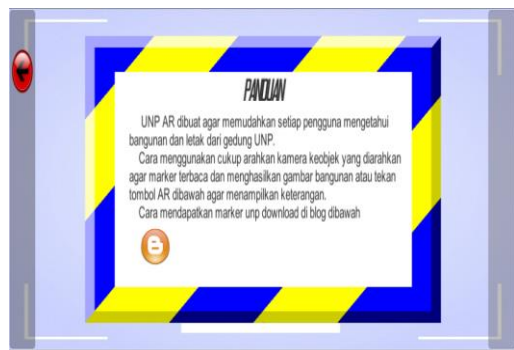 PANDUAN
UNP AR dibuat agar memudahkan setiap pengguna mengetahui
bangunan dan letak dari gedung UNP.
Cara menggunakan cukup arahkan kamera keobjek yang diarahkan
agar marker terbaca dan menghasilkan gambar bangunan atau tekan
tombol AR dibawah agar menampilkan keterangan.
Cara mendapatkan marker unp download di blog dibawah